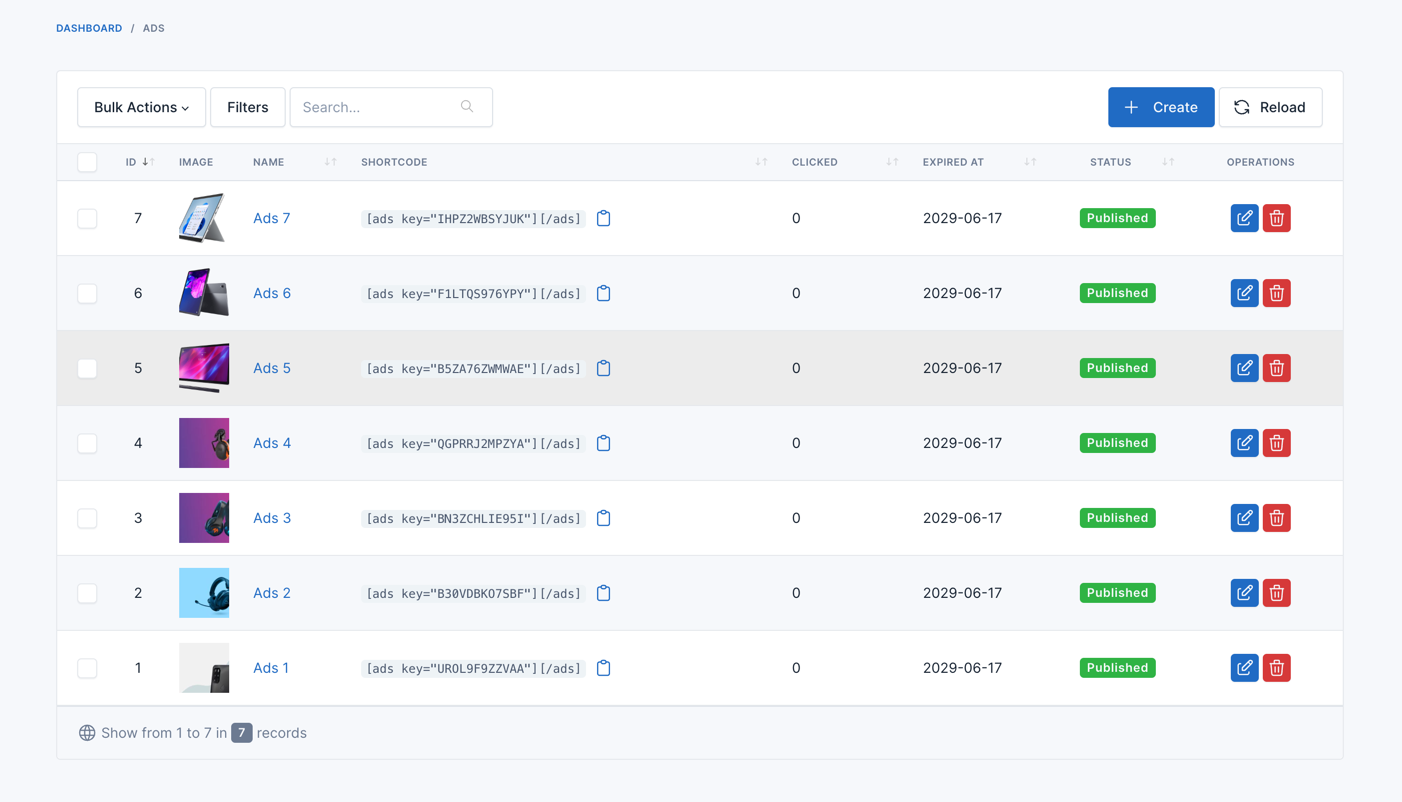 DASHBOARD / ADS
Bulk Actions Filters Search... Create Reload
ID IMAGE NAME SHORTCODE CLICKED EXPIRED AT STATUS OPERATIONS
7 Ads 7 [ads key="IHPZ2WBSYJUK"][/ads] 0 2029-06-17 Published
6 Ads 6 [ads key="F1LTQS976YPY"][/ads] 0 2029-06-17 Published
5 Ads 5 [ads key="B5ZA76ZWMWAE"][/ads] 0 2029-06-17 Published
4 Ads 4 [ads key="QGPRRJ2MPZYA"][/ads] 0 2029-06-17 Published
3 Ads 3 [ads key="BN3ZCHLIE95I"][/ads] 0 2029-06-17 Published
2 Ads 2 [ads key="B30VDBKO7SBF"][/ads] 0 2029-06-17 Published
1 Ads 1 [ads key="UROL9F9ZZVAA"][/ads] 0 2029-06-17 Published
Show from 1 to 7 in 7 records